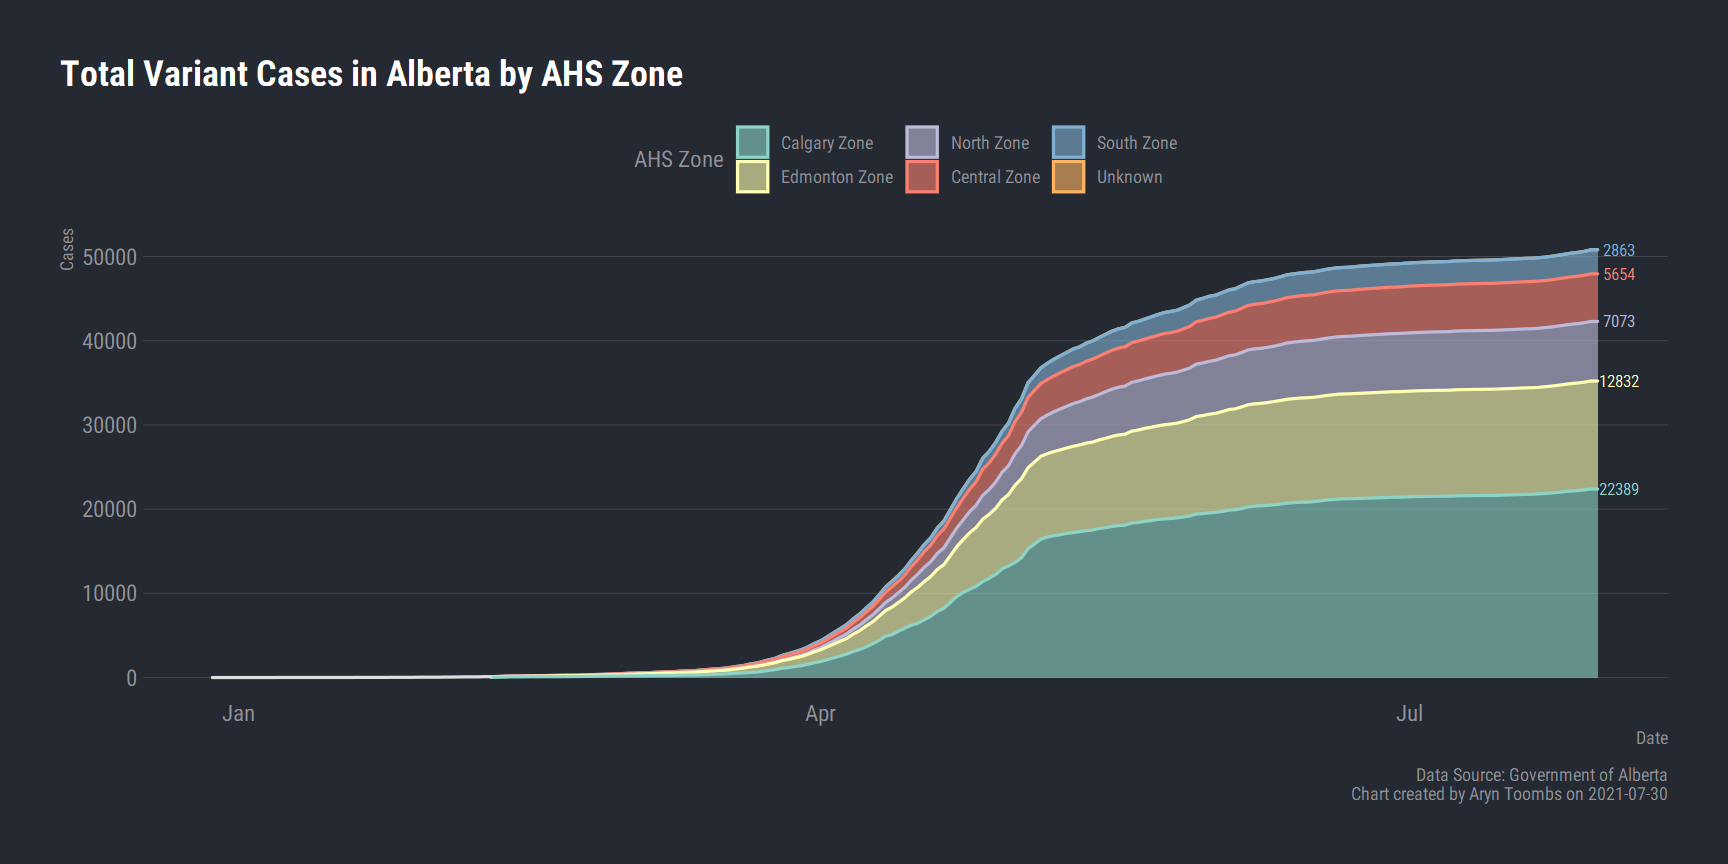 Total Variant Cases in Alberta by AHS Zone
AHS Zone
Calgary Zone
North Zone
South Zone
Edmonton Zone
Central Zone
Unknown
Cases
50000
40000
30000
20000
10000
0
2863
5654
7073
12832
22389
Jan
Apr
Jul
Date
Data Source: Government of Alberta
Chart created by Aryn Toombs on 2021-07-30